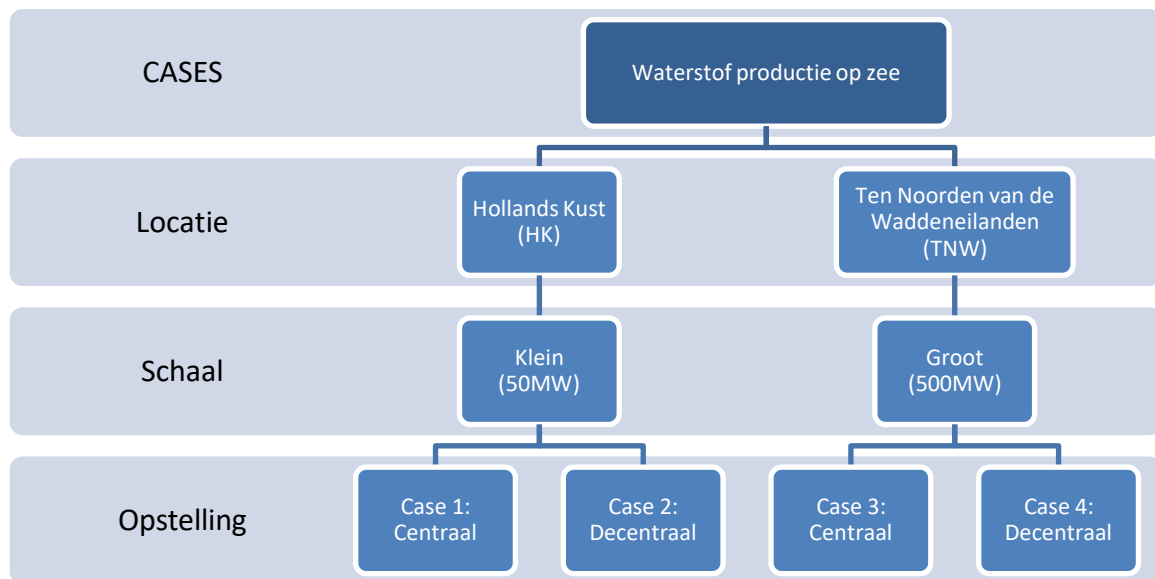 CASES
Waterstof productie op zee
Locatie
Hollands Kust
(HK)
Ten Noorden van de
Waddeneilanden
(TNW)
Schaal
Klein
(50MW)
Groot
(500MW)
Opstelling
Case 1:
Centraal
Case 2:
Decentraal
Case 3:
Centraal
Case 4:
Decentraal